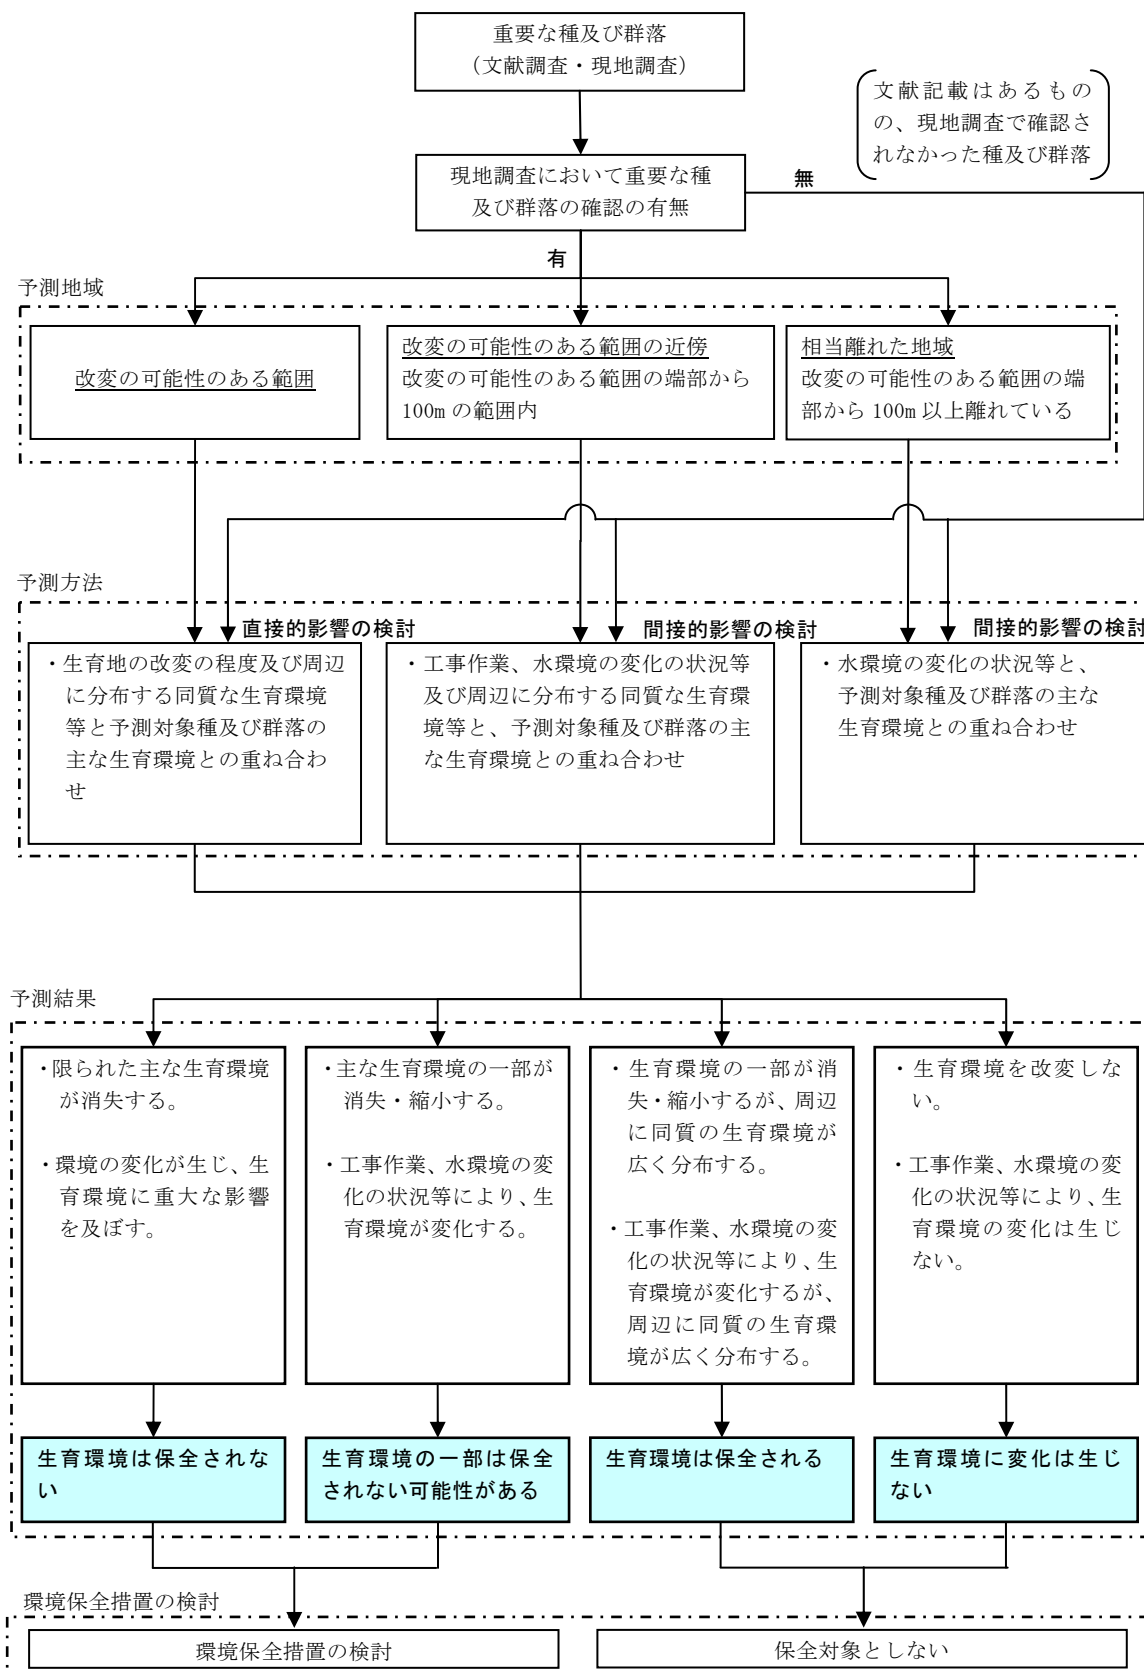 重要な種及び群落
（文献調査・現地調査）
文献記載はあるもの
の、現地調査で確認さ
れなかった種及び群落
現地調査において重要な種
及び群落の確認の有無
無
有
予測地域
改変の可能性のある範囲
改変の可能性のある範囲の近傍
改変の可能性のある範囲の端部から
100m の範囲内
相当離れた地域
改変の可能性のある範囲の端
部から 100m 以上離れている
予測方法
直接的影響の検討
・生育地の改変の程度及び周辺
に分布する同質な生育環境
等と予測対象種及び群落の
主な生育環境との重ね合わ
せ
間接的影響の検討
・工事作業、水環境の変化の状況等
及び周辺に分布する同質な生育環
境等と、予測対象種及び群落の主
な生育環境との重ね合わせ
間接的影響の検討
・水環境の変化の状況等と、
予測対象種及び群落の主な
生育環境との重ね合わせ
予測結果
・限られた主な生育環境
が消失する。
・環境の変化が生じ、生
育環境に重大な影響
を及ぼす。
・主な生育環境の一部が
消失・縮小する。
・工事作業、水環境の変
化の状況等により、生
育環境が変化する。
・生育環境の一部が消
失・縮小するが、周辺
に同質の生育環境が
広く分布する。
・工事作業、水環境の変
化の状況等により、生
育環境が変化するが、
周辺に同質の生育環
境が広く分布する。
・生育環境を改変しな
い。
・工事作業、水環境の変
化の状況等により、生
育環境の変化は生じ
ない。
生育環境は保全されな
い
生育環境の一部は保全
されない可能性がある
生育環境は保全される
生育環境に変化は生じ
ない
環境保全措置の検討
環境保全措置の検討
保全対象としない